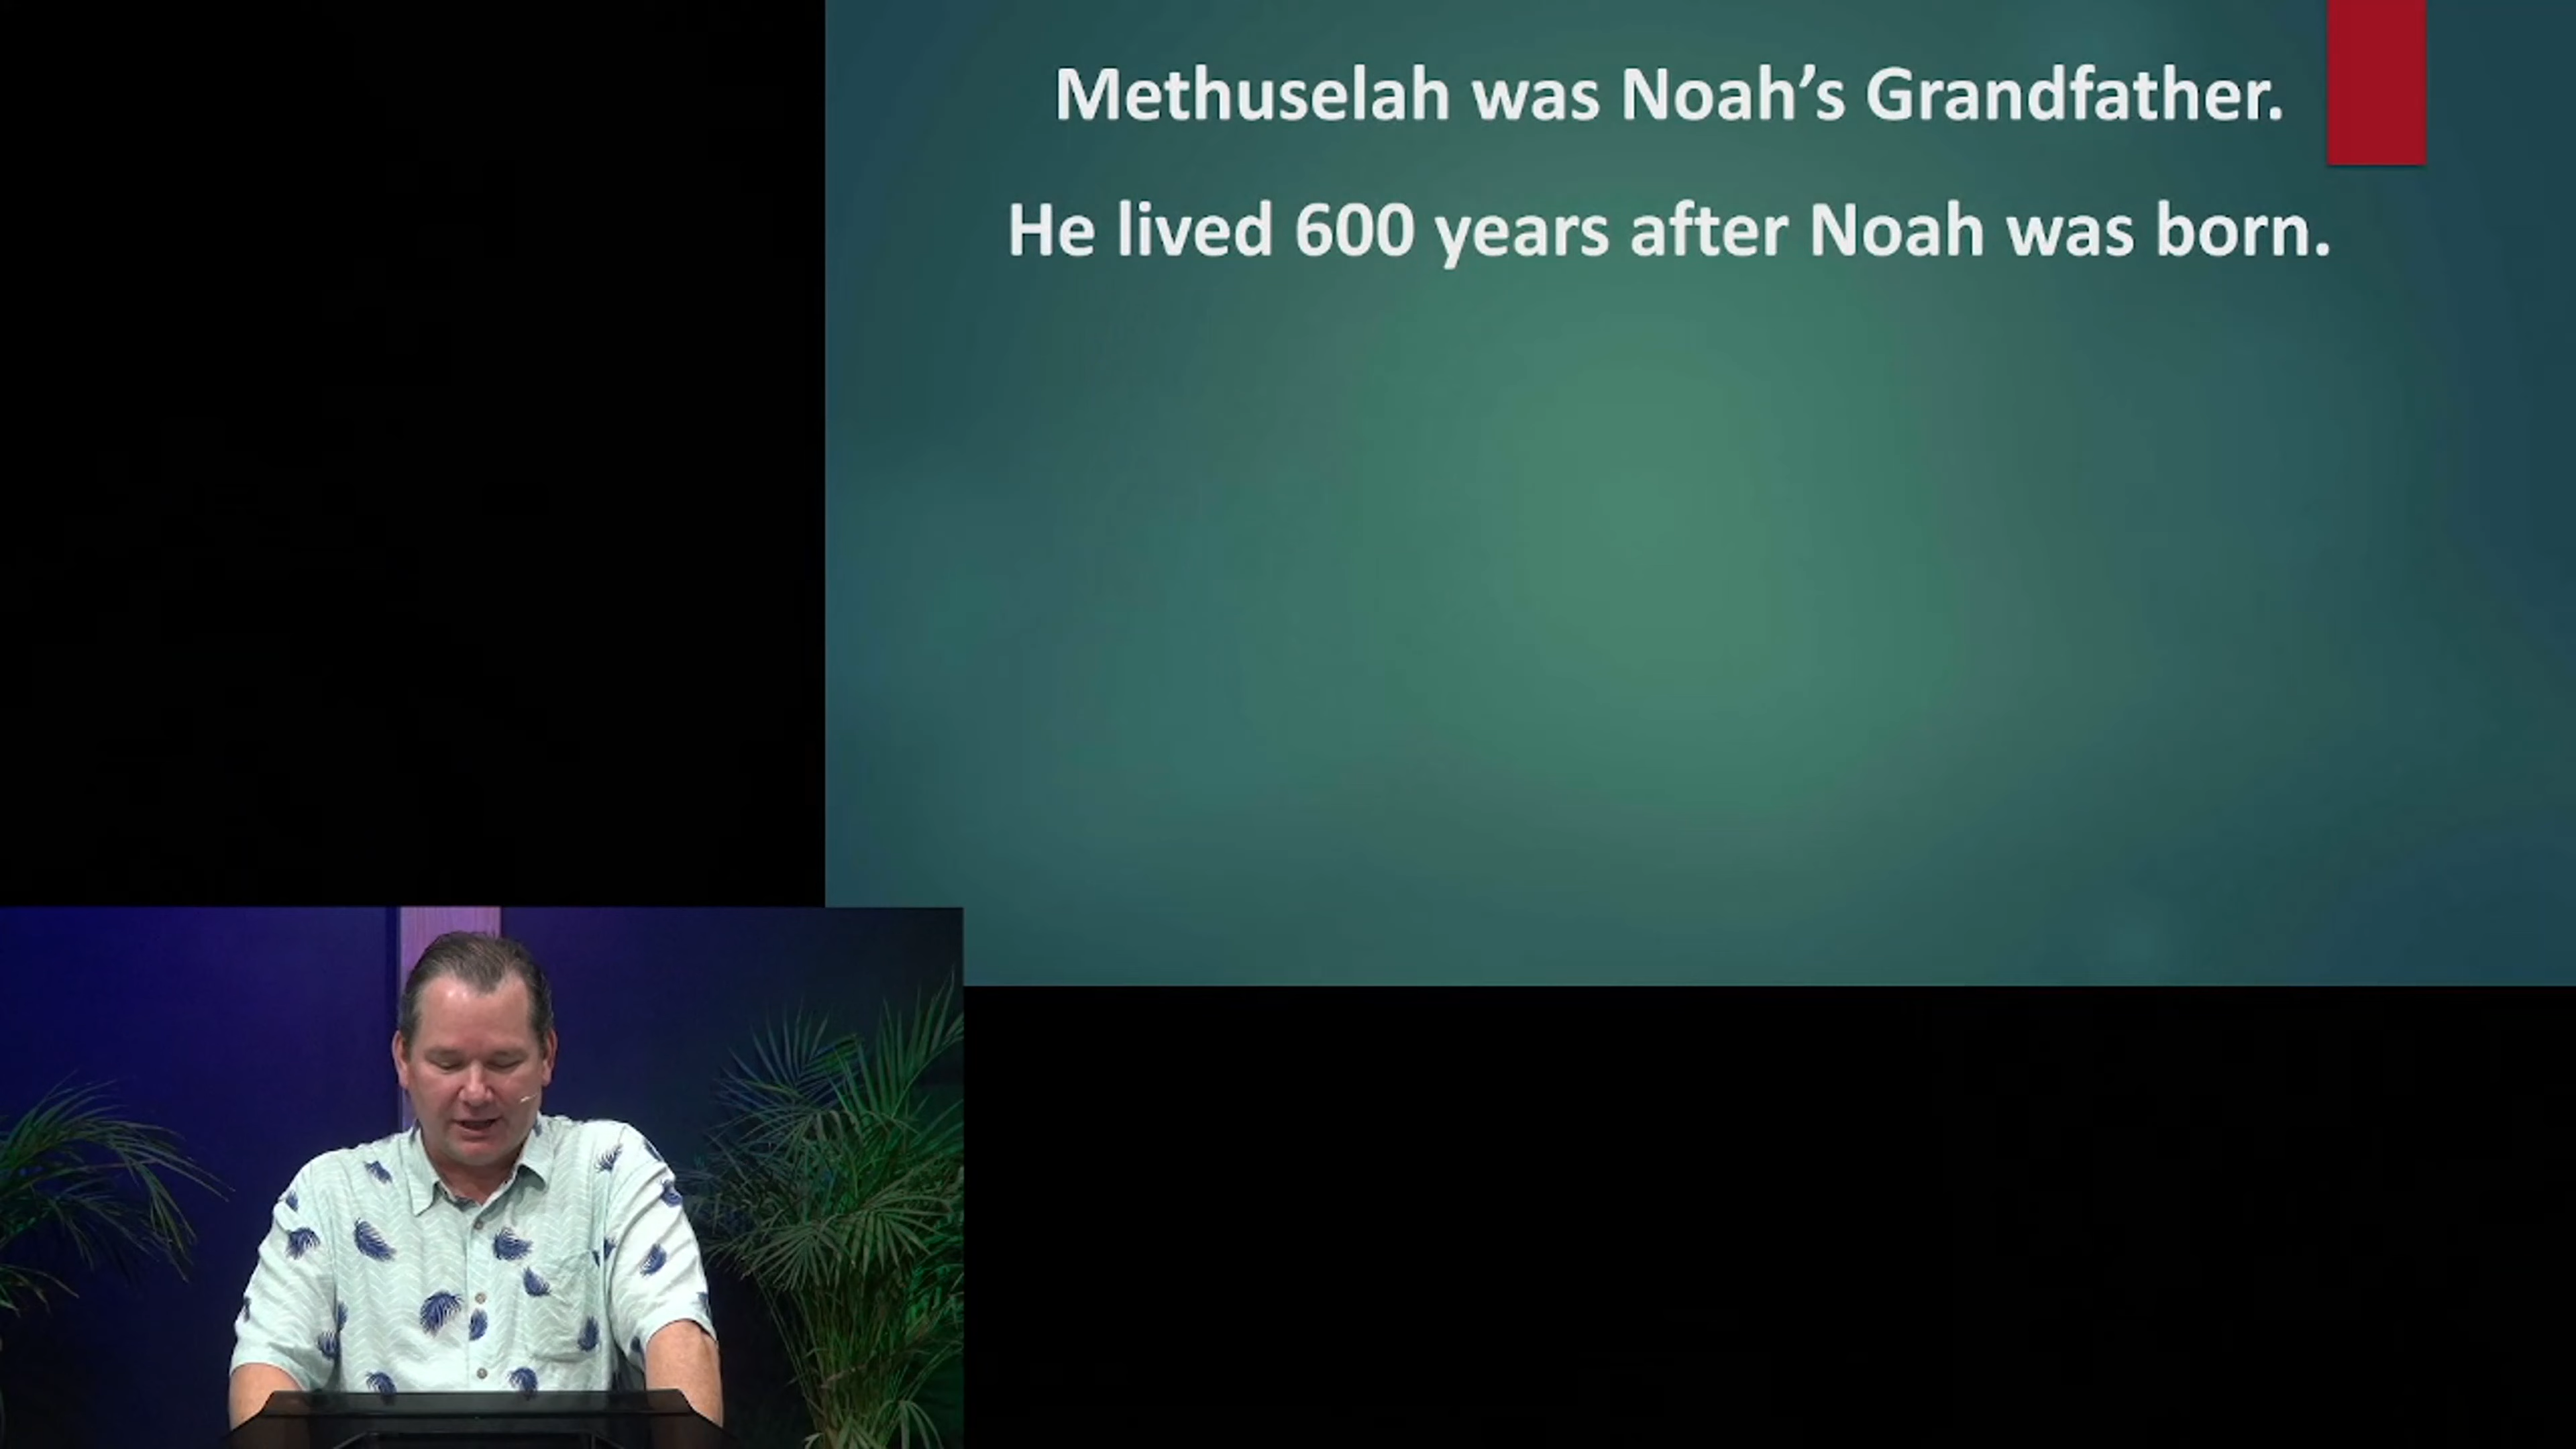 Methuselah was Noah’s Grandfather.
He lived 600 years after Noah was born.